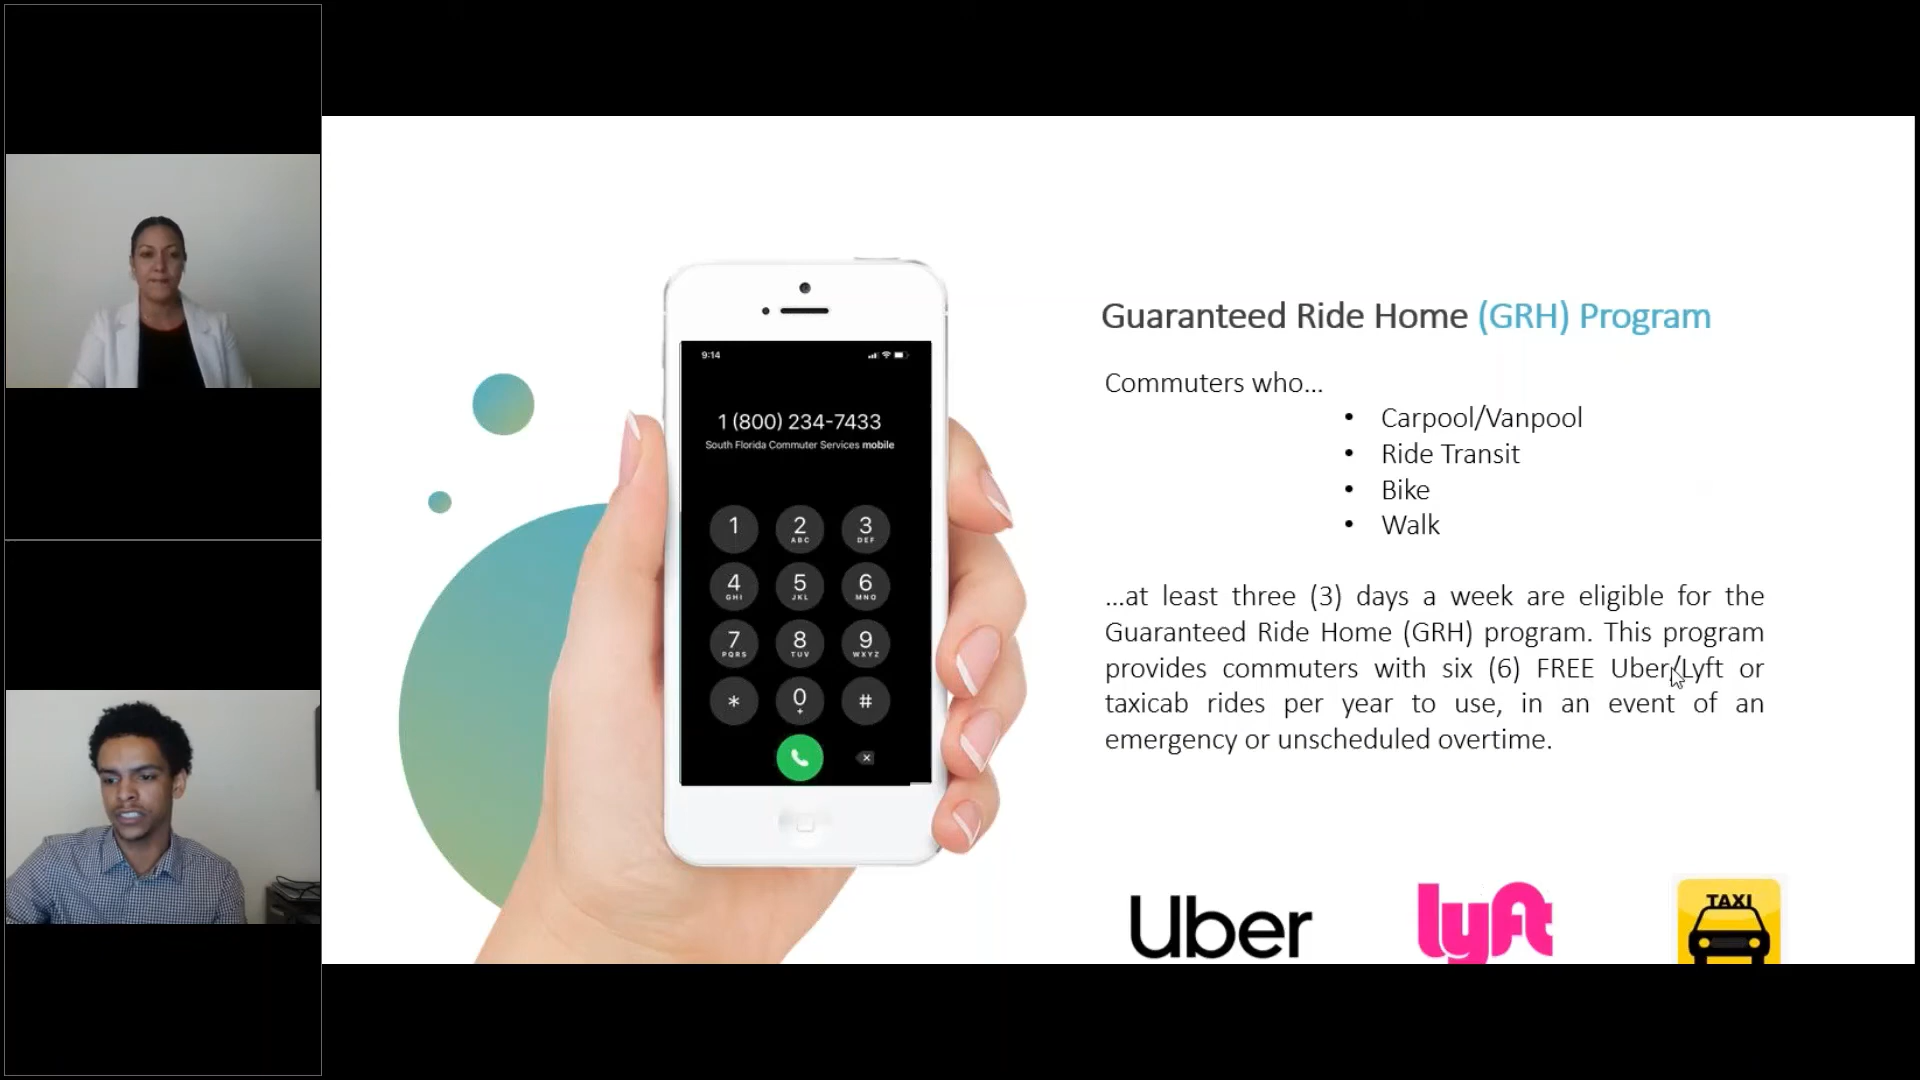 Guaranteed Ride Home (GRH) Program
Commuters who...
• Carpool/Vanpool
• Ride Transit
• Bike
• Walk
...at least three (3) days a week are eligible for the
Guaranteed Ride Home (GRH) program. This program
provides commuters with six (6) FREE Uber/Lyft or
taxicab rides per year to use, in an event of an
emergency or unscheduled overtime.
9:14
1 (800) 234-7433
South Florida Commuter Services mobile
1 2 3
ABC DEF
4 5 6
GHI JKL MNO
7 8 9
PQRS TUV WXYZ
* 0 #
+
Uber
lyft
TAXI